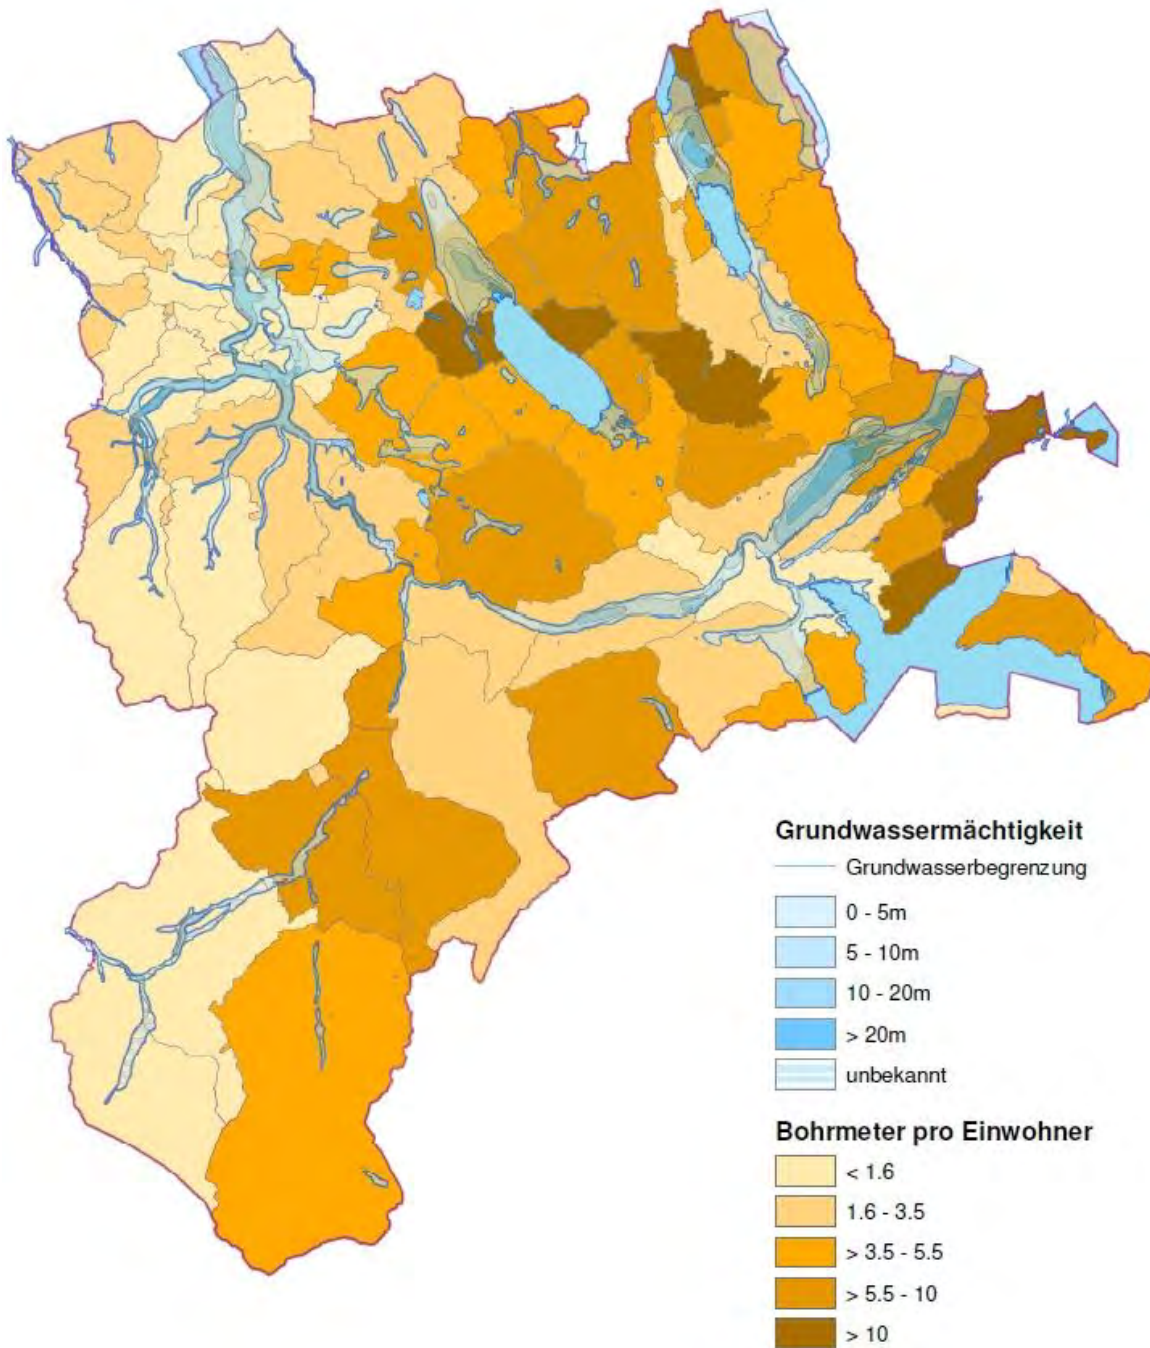 Grundwassermächtigkeit
Grundwasserbegrenzung
0 - 5m
5 - 10m
10 - 20m
> 20m
unbekannt
Bohrmeter pro Einwohner
< 1.6
1.6 - 3.5
> 3.5 - 5.5
> 5.5 - 10
> 10